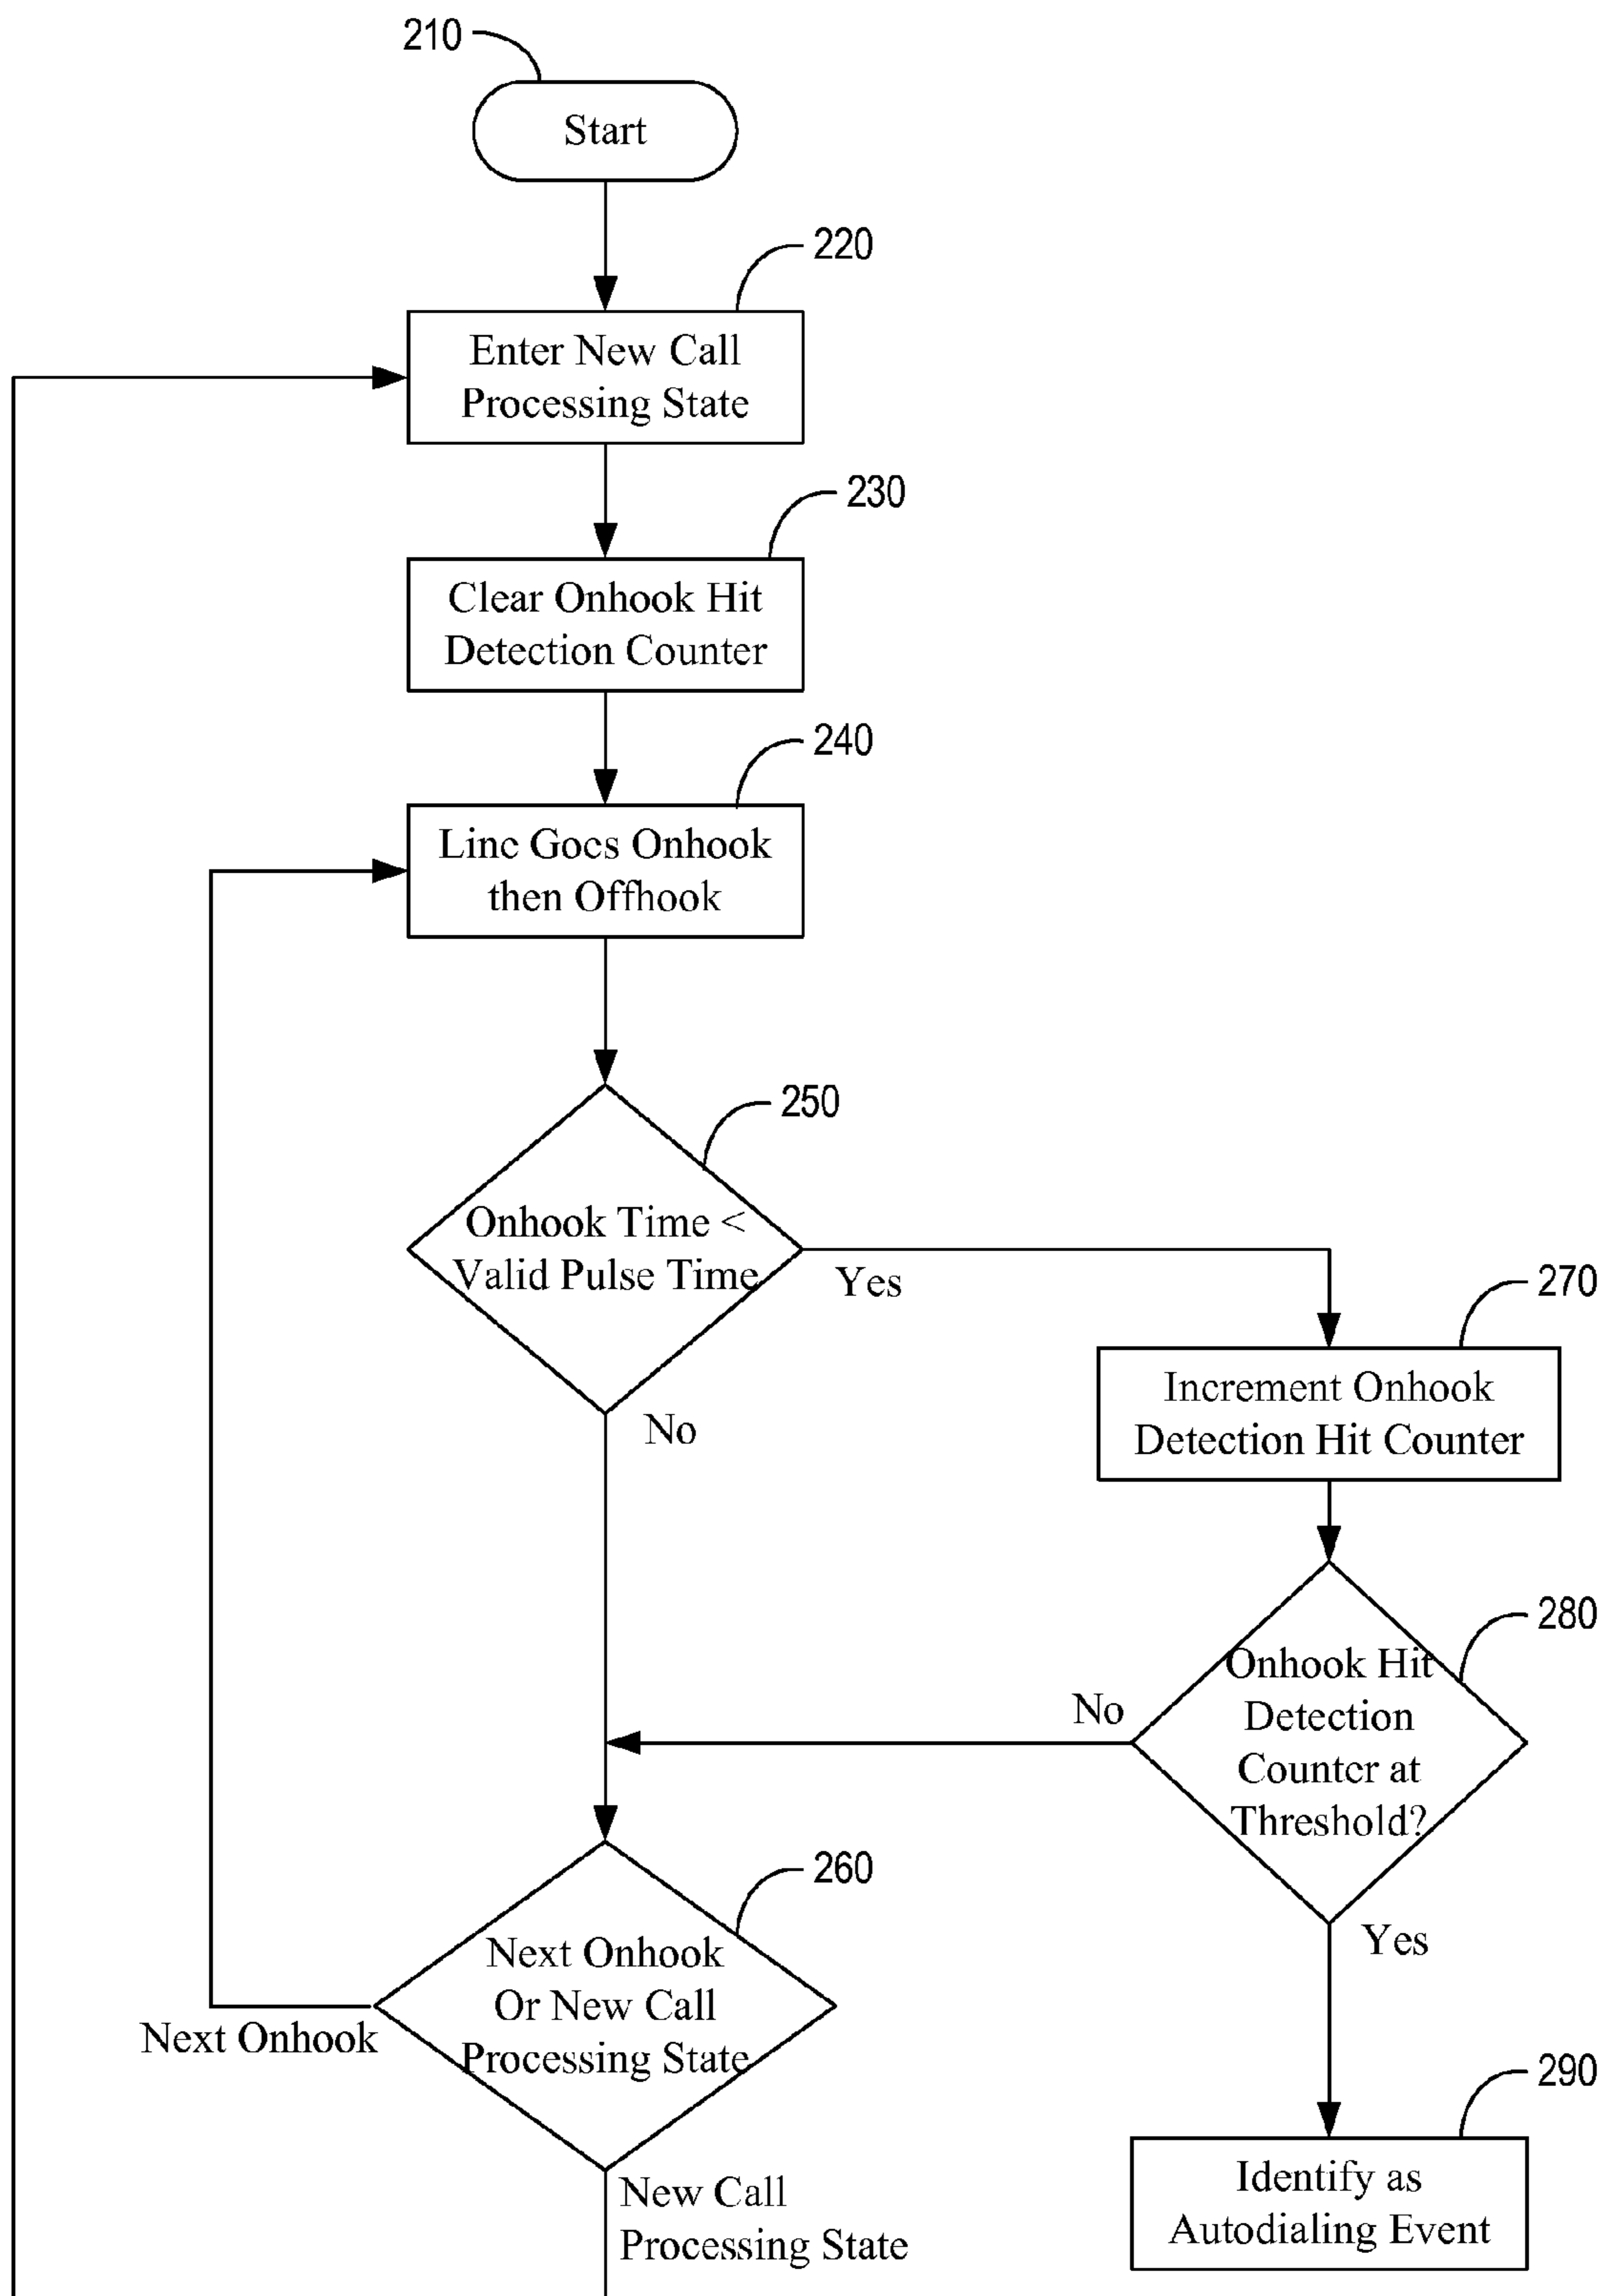 210
Start
220
Enter New Call
Processing State
230
Clear Onhook Hit
Detection Counter
240
Line Goes Onhook
then Offhook
250
Onhook Time <
Valid Pulse Time
Yes
No
270
Increment Onhook
Detection Hit Counter
280
Onhook Hit
Detection
Counter at
Threshold?
No
Yes
260
Next Onhook
Or New Call
Processing State
Next Onhook
New Call
Processing State
290
Identify as
Autodialing Event